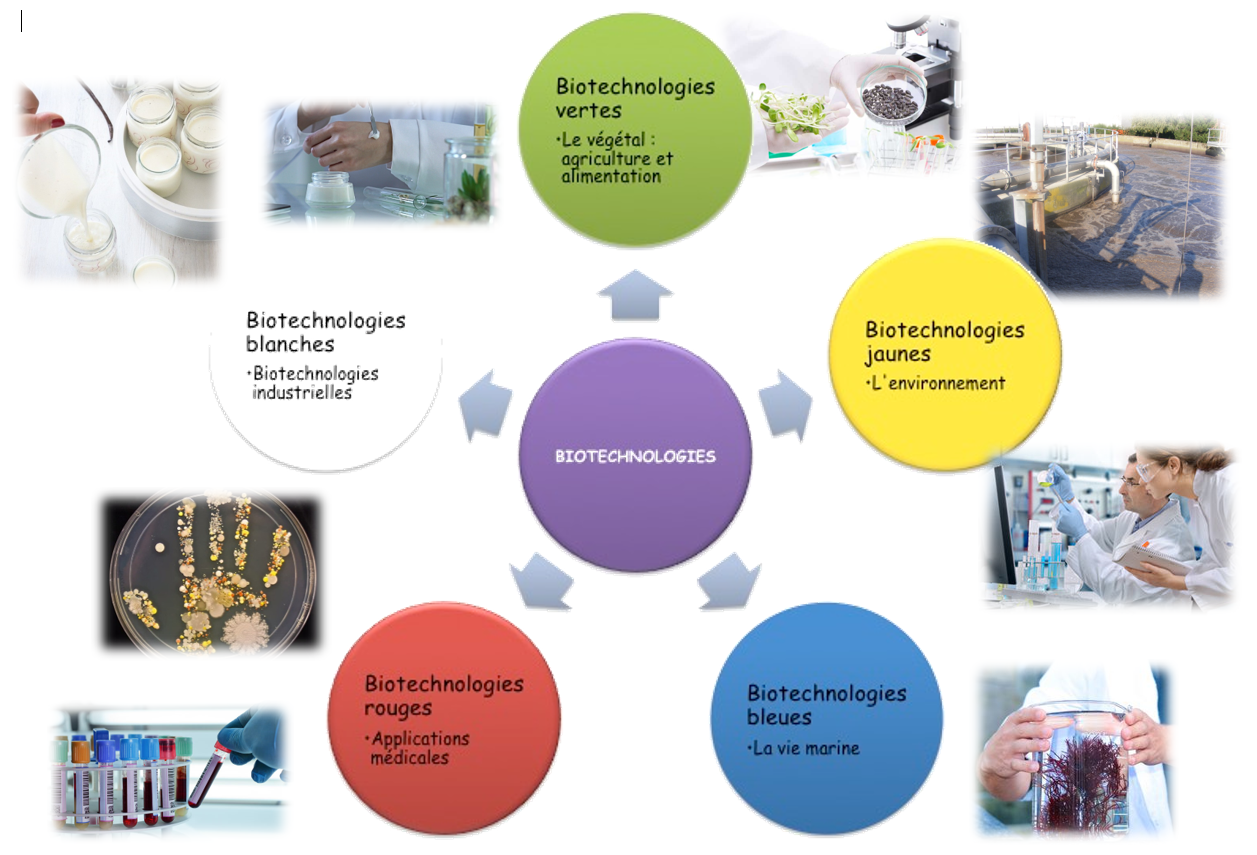 Biotechnologies
vertes
•Le végétal :
agriculture et
alimentation
Biotechnologies
blanches
•Biotechnologies
industrielles
Biotechnologies
jaunes
•L'environnement
BIOTECHNOLOGIES
Biotechnologies
rouges
•Applications
médicales
Biotechnologies
bleues
•La vie marine